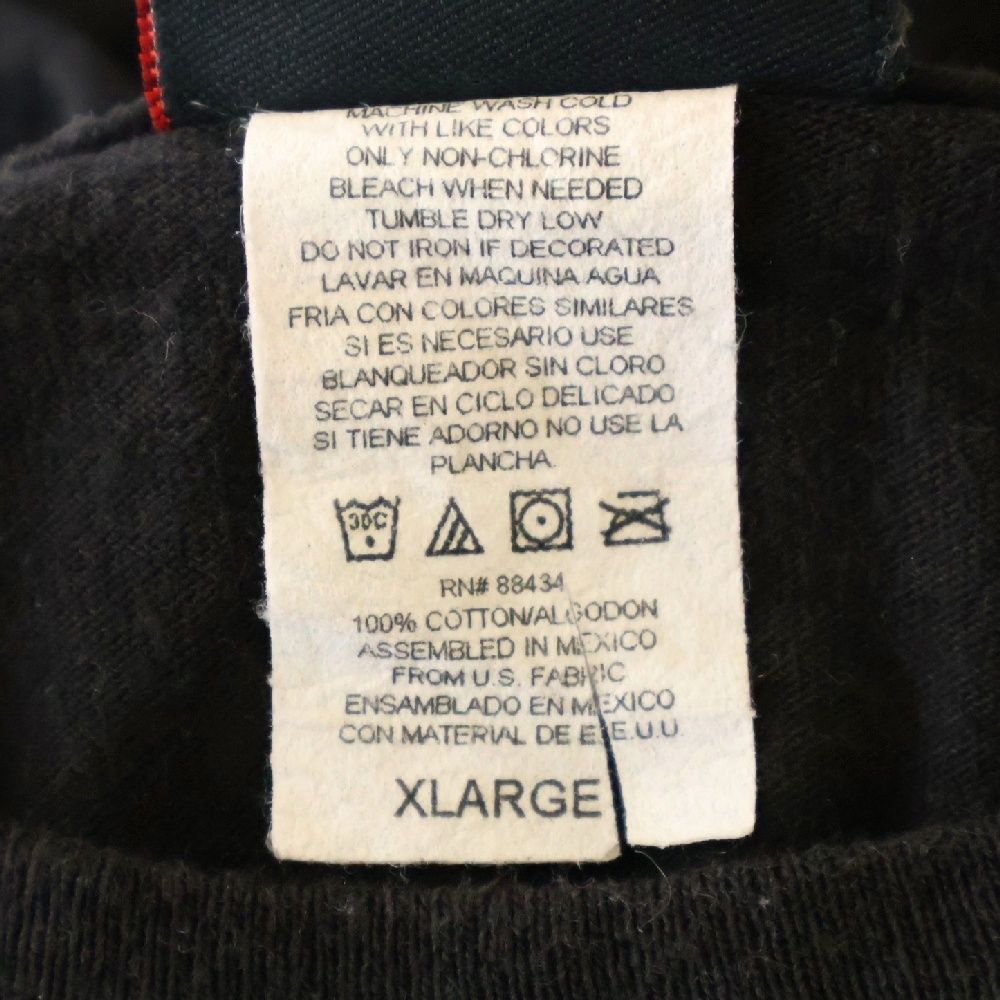 MACHINE WASH COLD
WITH LIKE COLORS
ONLY NON-CHLORINE
BLEACH WHEN NEEDED
TUMBLE DRY LOW
DO NOT IRON IF DECORATED
LAVAR EN MAQUINA AGUA
FRIA CON COLORES SIMILARES
SI ES NECESARIO USE
BLANQUEADOR SIN CLORO
SECAR EN CICLO DELICADO
SI TIENE ADORNO NO USE LA
PLANCHA
30C
RN# 88434
100% COTTON/ALGODON
ASSEMBLED IN MEXICO
FROM U.S. FABRIC
ENSAMBLADO EN MEXICO
CON MATERIAL DE EE.U.U.
XLARGE